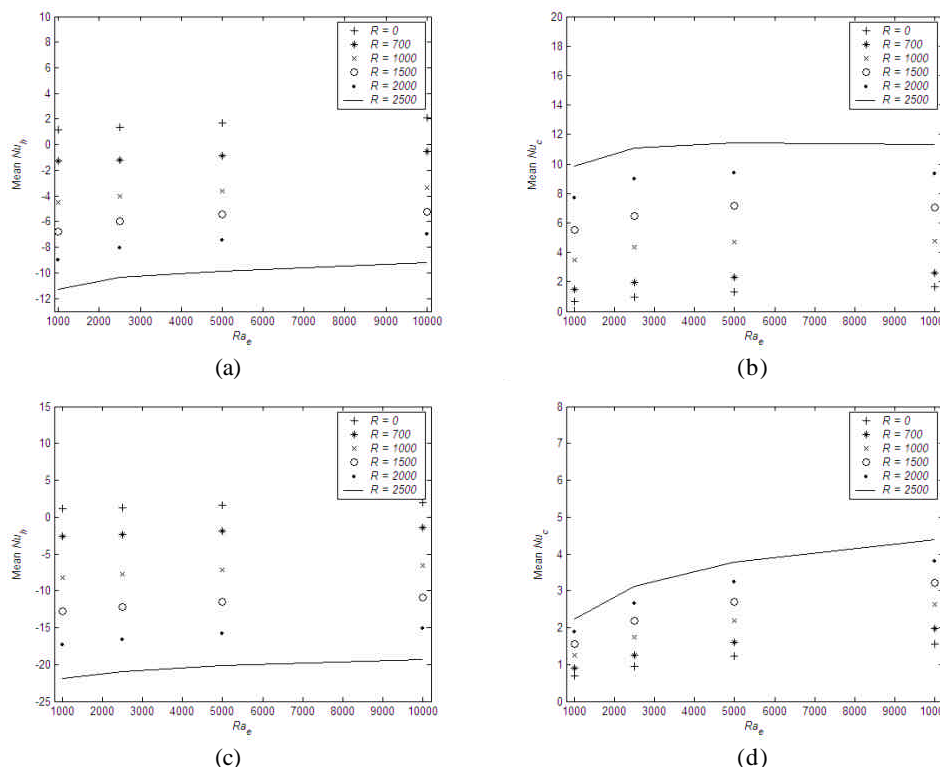 10
8
6
4
2
0
-2
-4
-6
-8
-10
-12
Mean Nu_h
1000 2000 3000 4000 5000 6000 7000 8000 9000 10000
Ra_e
R = 0
R = 700
R = 1000
R = 1500
R = 2000
R = 2500
(a)
20
18
16
14
12
10
8
6
4
2
0
Mean Nu_c
1000 2000 3000 4000 5000 6000 7000 8000 9000 10000
Ra_e
R = 0
R = 700
R = 1000
R = 1500
R = 2000
R = 2500
(b)
15
10
5
0
-5
-10
-15
-20
-25
Mean Nu_h
1000 2000 3000 4000 5000 6000 7000 8000 9000 10000
Ra_e
R = 0
R = 700
R = 1000
R = 1500
R = 2000
R = 2500
(c)
8
7
6
5
4
3
2
1
0
Mean Nu_c
1000 2000 3000 4000 5000 6000 7000 8000 9000 10000
Ra_e
R = 0
R = 700
R = 1000
R = 1500
R = 2000
R = 2500
(d)